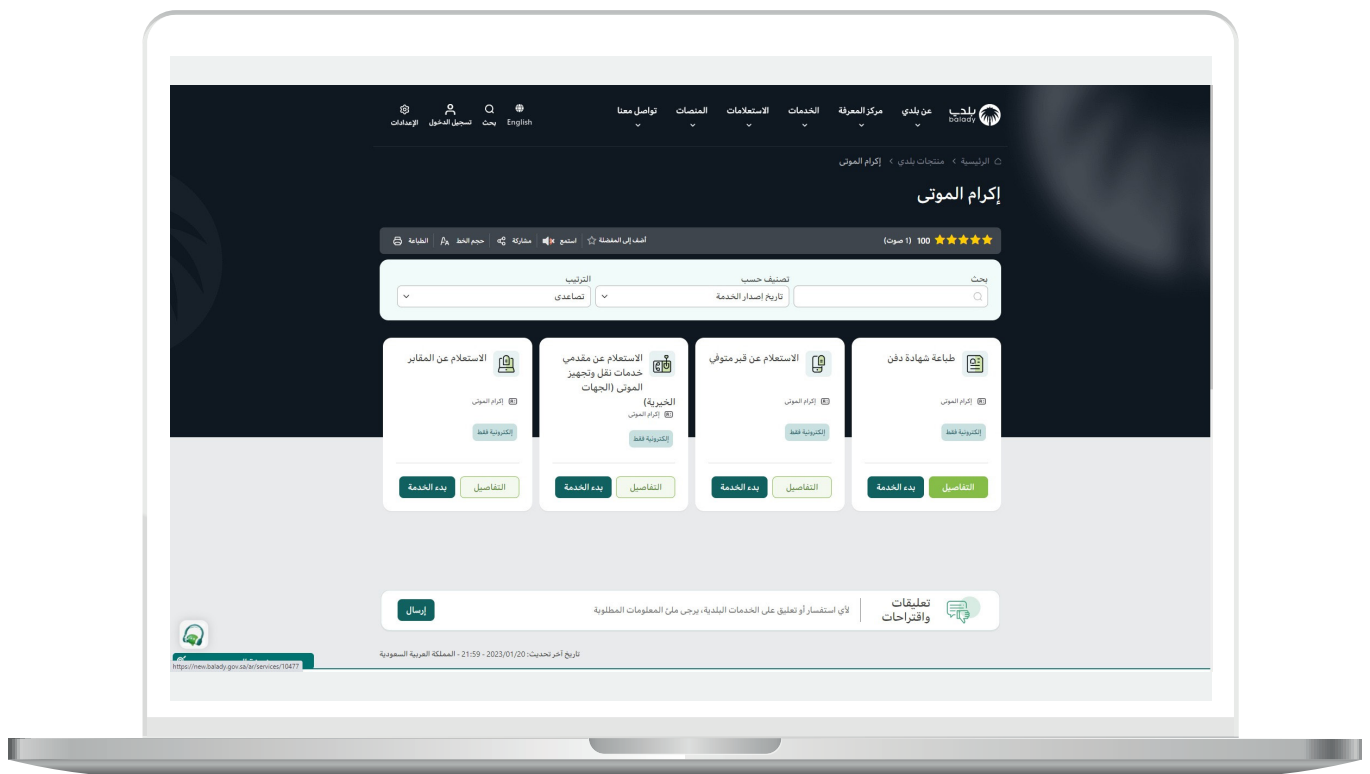 بلدي
balady
عن بلدي
مركز المعرفة
الخدمات
الاستعلامات
المنصات
تواصل معنا
English
بحث
تسجيل الدخول
الإعدادات
الرئيسية > منتجات بلدي > إكرام الموتى
إكرام الموتى
100 (1 صوت)
أضف إلى المفضلة
استمع
مشاركة
حجم الخط
الطباعة
بحث
تصنيف حسب
الترتيب
تاريخ إصدار الخدمة
تصاعدى
طباعة شهادة دفن
إكرام الموتى
إلكترونية فقط
التفاصيل
بدء الخدمة
الاستعلام عن قبر متوفي
إكرام الموتى
إلكترونية فقط
التفاصيل
بدء الخدمة
الاستعلام عن مقدمي
خدمات نقل وتجهيز
الموتى (الجهات
الخيرية)
إكرام الموتى
إلكترونية فقط
التفاصيل
بدء الخدمة
الاستعلام عن المقابر
إكرام الموتى
إلكترونية فقط
التفاصيل
بدء الخدمة
تعليقات
واقتراحات
لأي استفسار أو تعليق على الخدمات البلدية، يرجى ملئ المعلومات المطلوبة
إرسال
تاريخ آخر تحديث: 2023/01/20 - 21:59 - المملكة العربية السعودية
https://new.balady.gov.sa/ar/services/10477